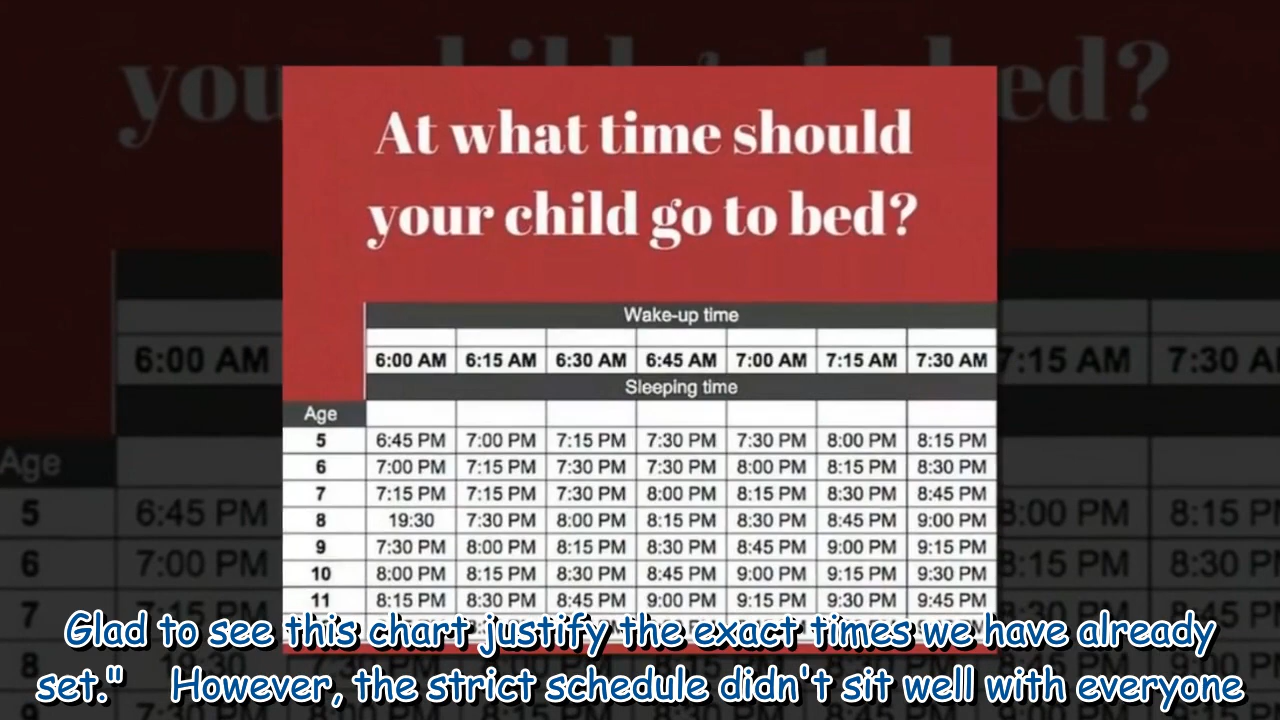 At what time should
your child go to bed?
Wake-up time
6:00 AM 6:15 AM 6:30 AM 6:45 AM 7:00 AM 7:15 AM 7:30 AM
Sleeping time
Age
5 6:45 PM 7:00 PM 7:15 PM 7:30 PM 7:30 PM 8:00 PM 8:15 PM
6 7:00 PM 7:15 PM 7:30 PM 7:30 PM 8:00 PM 8:15 PM 8:30 PM
7 7:15 PM 7:15 PM 7:30 PM 8:00 PM 8:15 PM 8:30 PM 8:45 PM
8 19:30 7:30 PM 8:00 PM 8:15 PM 8:30 PM 8:45 PM 9:00 PM
9 7:30 PM 8:00 PM 8:15 PM 8:30 PM 8:45 PM 9:00 PM 9:15 PM
10 8:00 PM 8:15 PM 8:30 PM 8:45 PM 9:00 PM 9:15 PM 9:30 PM
11 8:15 PM 8:30 PM 8:45 PM 9:00 PM 9:15 PM 9:30 PM 9:45 PM
Glad to see this chart justify the exact times we have already
set." However, the strict schedule didn't sit well with everyone